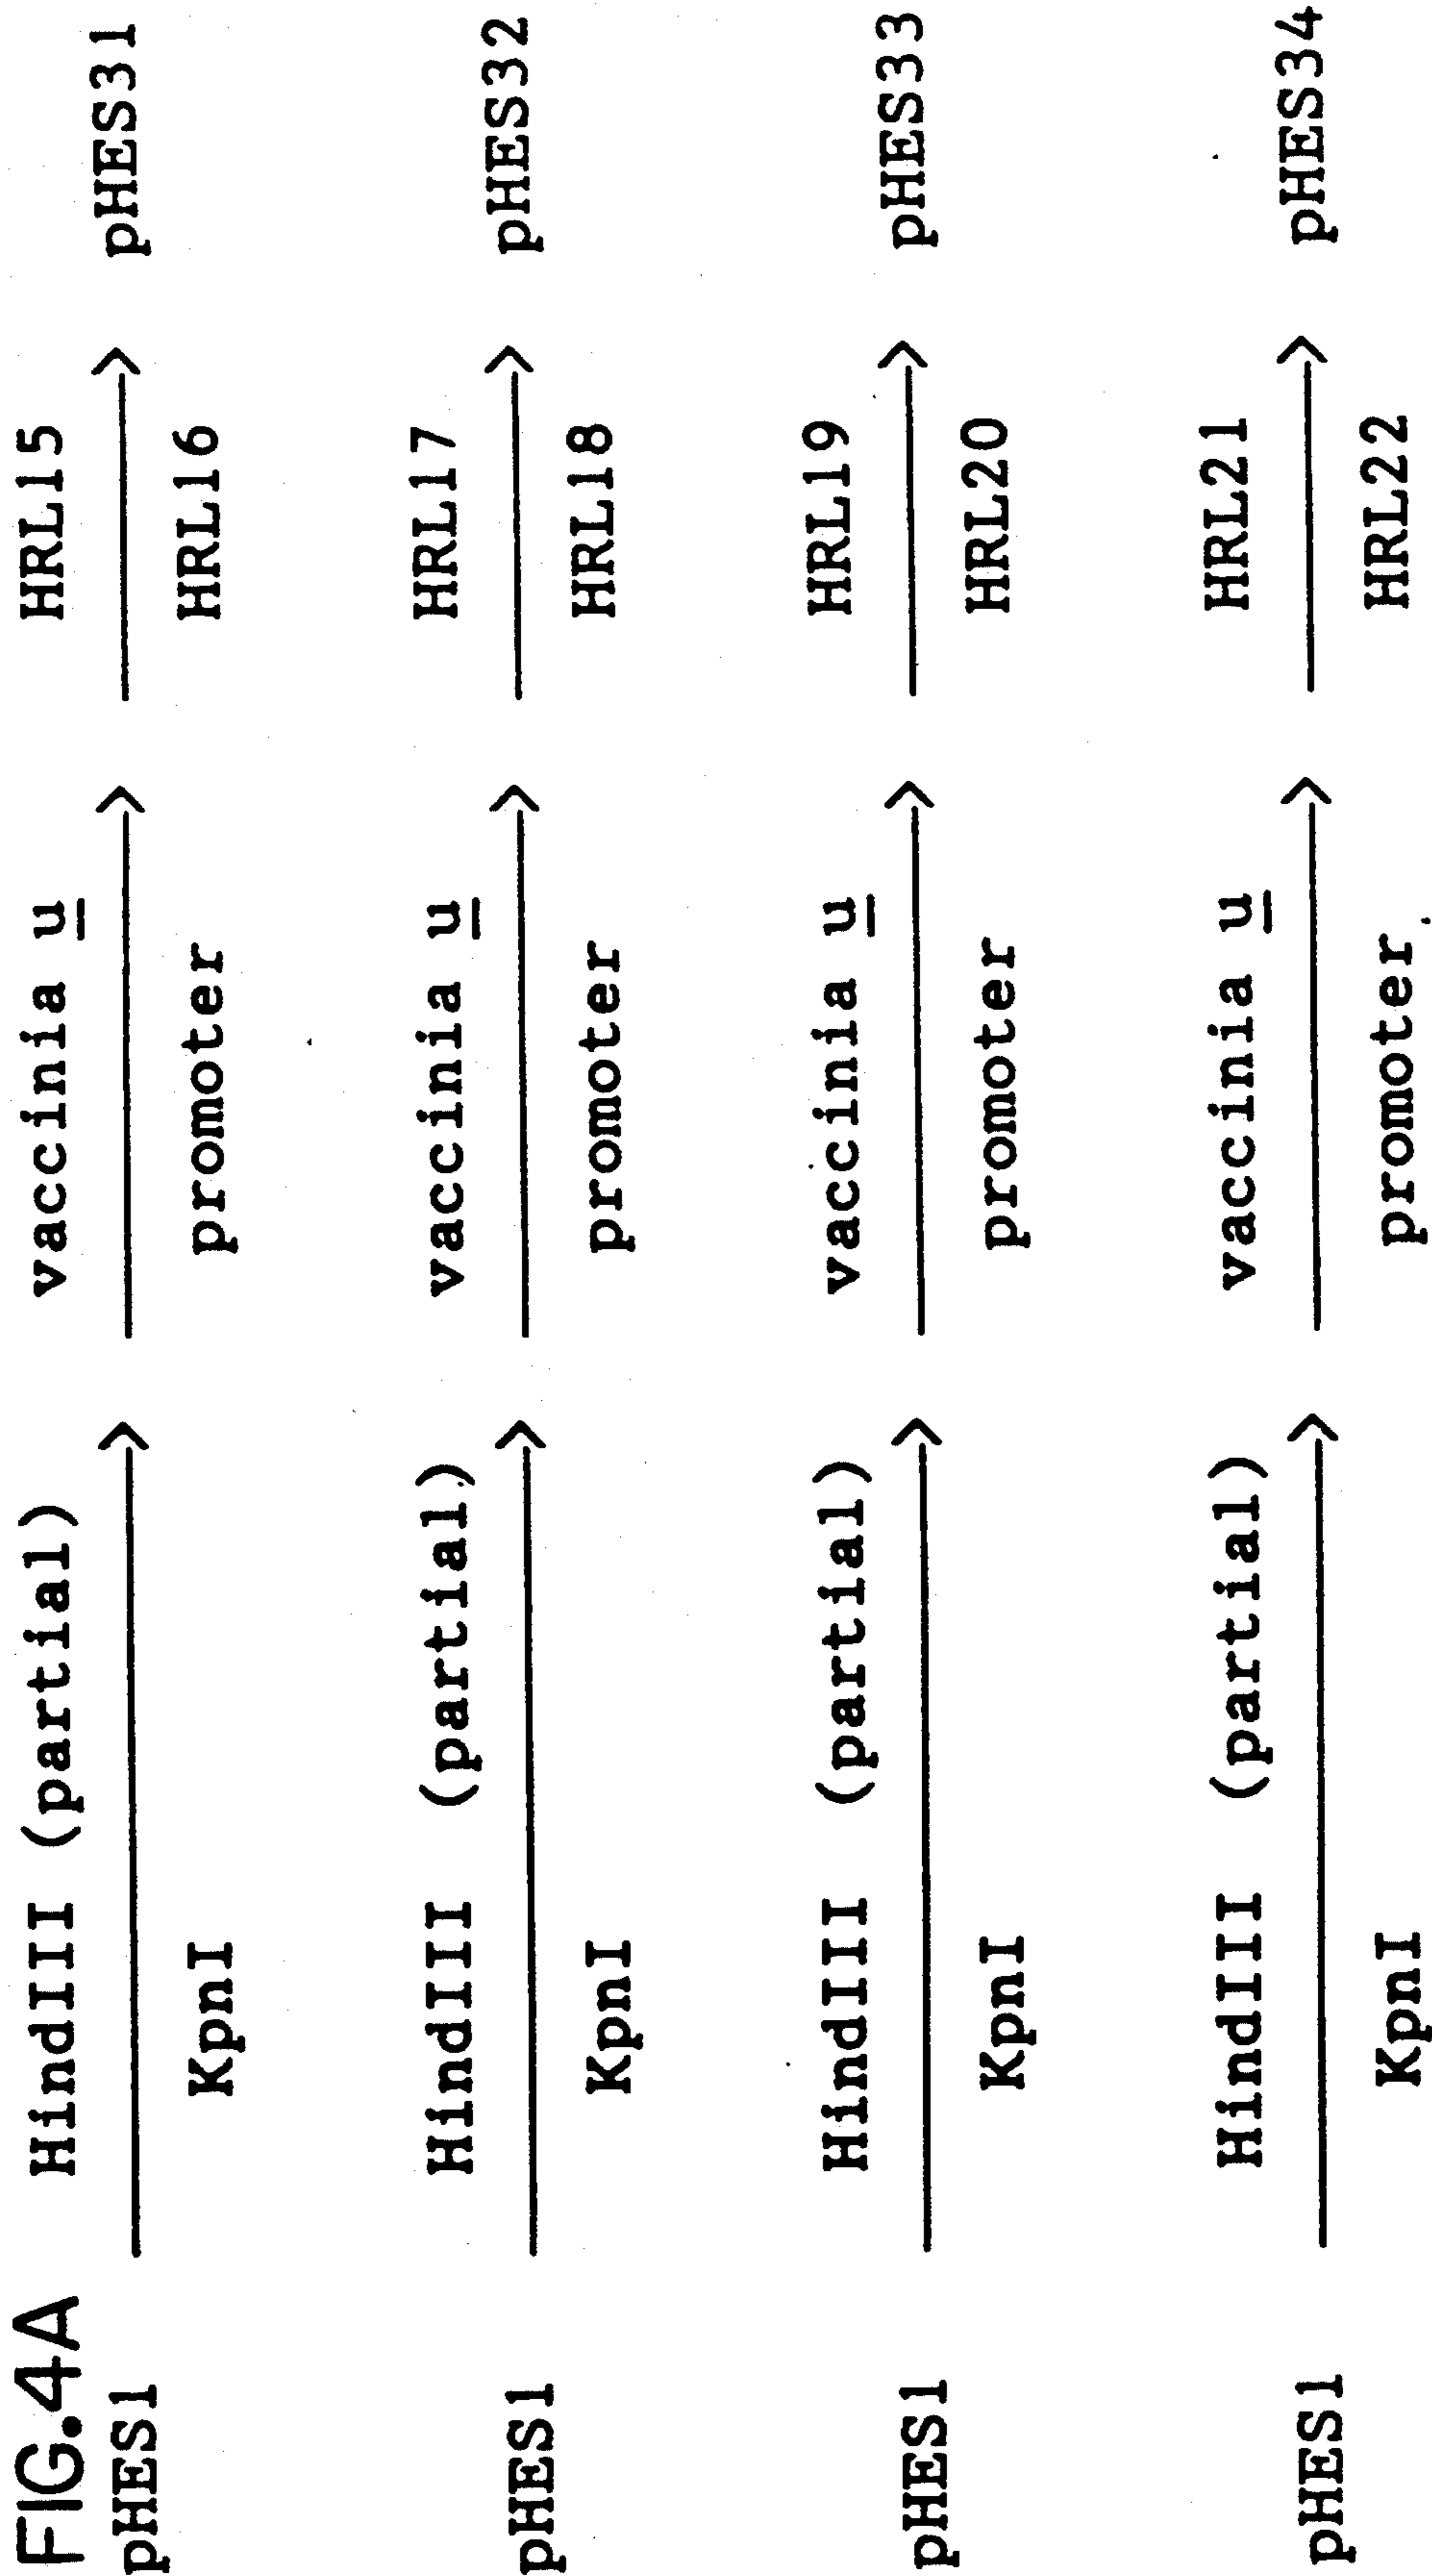 FIG.4A
HindIII (partial) vaccinia u HRL15
pHES1 pHES31
KpnI promoter HRL16
HindIII (partial) vaccinia u HRL17
pHES1 pHES32
KpnI promoter HRL18
HindIII (partial) vaccinia u HRL19
pHES1 pHES33
KpnI promoter HRL20
HindIII (partial) vaccinia u HRL21
pHES1 pHES34
KpnI promoter HRL22